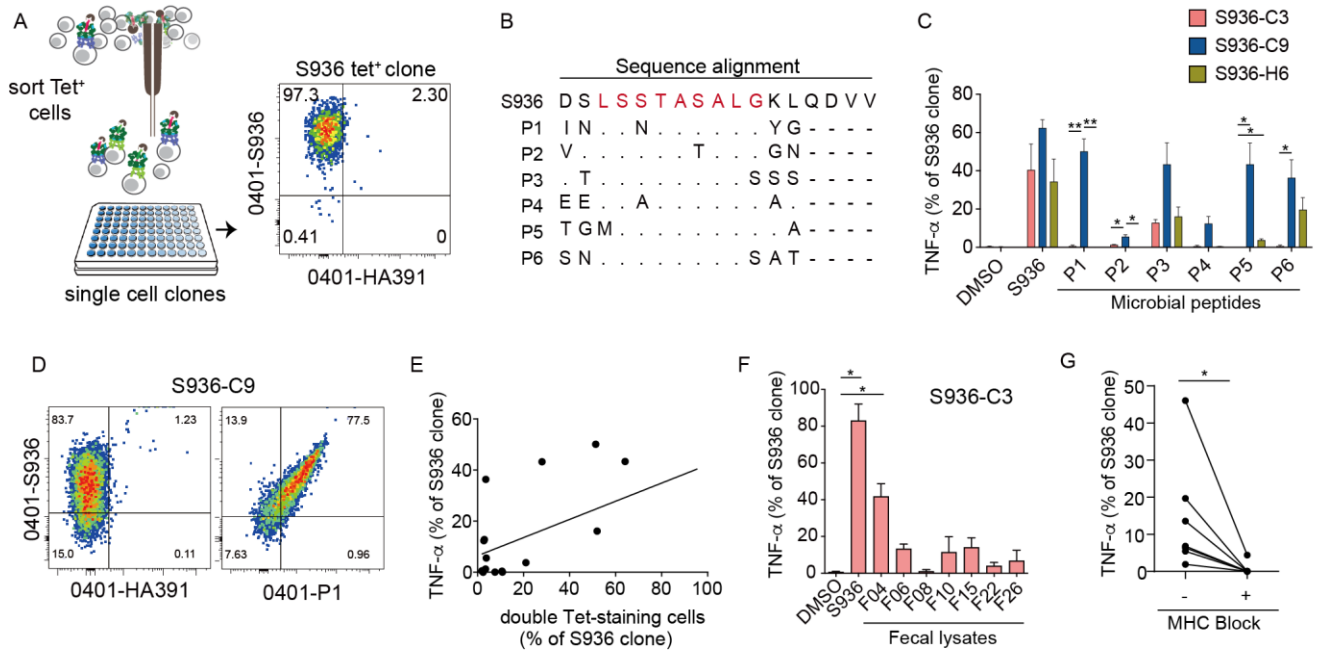 A
sort Tet⁺
cells
single cell clones
S936 tet⁺ clone
97.3
2.30
0.41
0
0401-S936
0401-HA391
B
Sequence alignment
S936 D S L S S T A S A L G K L Q D V V
P1 I N . . N . . . . . . Y G - - - -
P2 V . . . . . . T . . . G N - - - -
P3 . T . . . . . . . . S S S - - - -
P4 E E . . A . . . . . . A . - - - -
P5 T G M . . . . . . . . . A - - - -
P6 S N . . . . . . . . S A T - - - -
C
S936-C3
S936-C9
S936-H6
TNF-α (% of S936 clone)
80
60
40
20
0
** **
* *
*
*
*
DMSO
S936
P1
P2
P3
P4
P5
P6
Microbial peptides
D
S936-C9
0401-S936
83.7
1.23
15.0
0.11
0401-HA391
13.9
77.5
7.63
0.96
0401-P1
E
TNF-α (% of S936 clone)
60
40
20
0
0 20 40 60 80 100
double Tet-staining cells
(% of S936 clone)
F
S936-C3
TNF-α (% of S936 clone)
100
80
60
40
20
0
*
*
DMSO
S936
F04
F06
F08
F10
F15
F22
F26
Fecal lysates
G
TNF-α (% of S936 clone)
50
40
30
20
10
0
*
- +
MHC Block